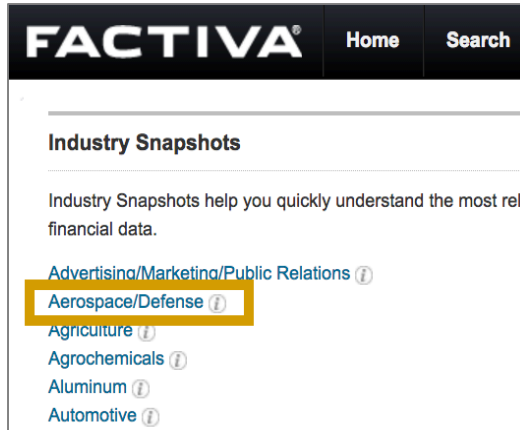 FACTIVA® Home Search
Industry Snapshots
Industry Snapshots help you quickly understand the most rel
financial data.
Advertising/Marketing/Public Relations i
Aerospace/Defense i
Agriculture i
Agrochemicals i
Aluminum i
Automotive i